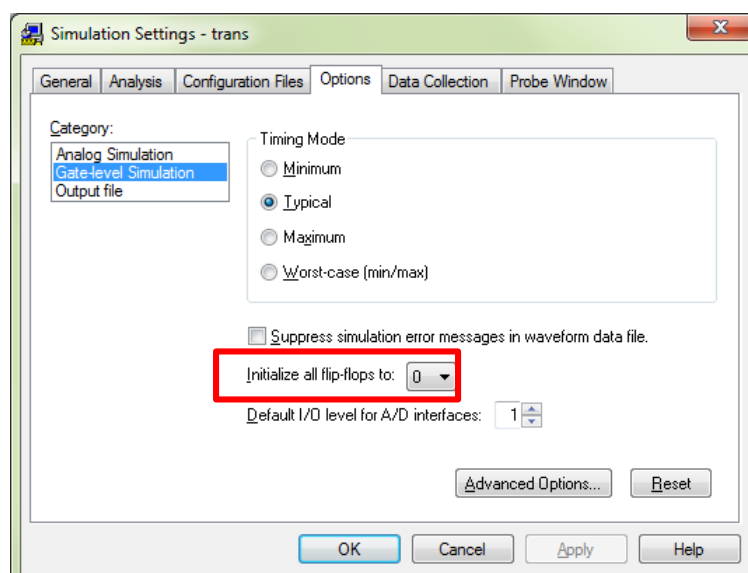 Simulation Settings - trans
General Analysis Configuration Files Options Data Collection Probe Window
Category:
Analog Simulation
Gate-level Simulation
Output file
Timing Mode
Minimum
Typical
Maximum
Worst-case (min/max)
Suppress simulation error messages in waveform data file.
Initialize all flip-flops to: 0
Default I/O level for A/D interfaces: 1
Advanced Options... Reset
OK Cancel Apply Help